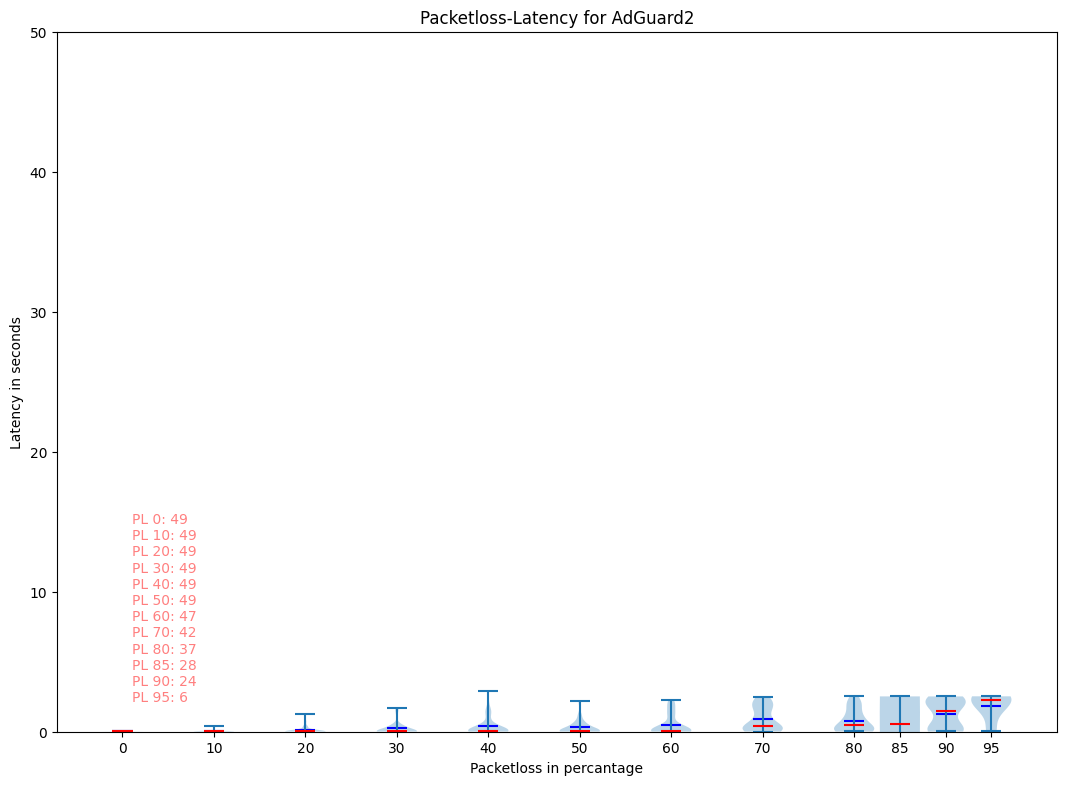 Packetloss-Latency for AdGuard2
50
40
30
20
10
0
Latency in seconds
PL 0: 49
PL 10: 49
PL 20: 49
PL 30: 49
PL 40: 49
PL 50: 49
PL 60: 47
PL 70: 42
PL 80: 37
PL 85: 28
PL 90: 24
PL 95: 6
0 10 20 30 40 50 60 70 80 85 90 95
Packetloss in percantage